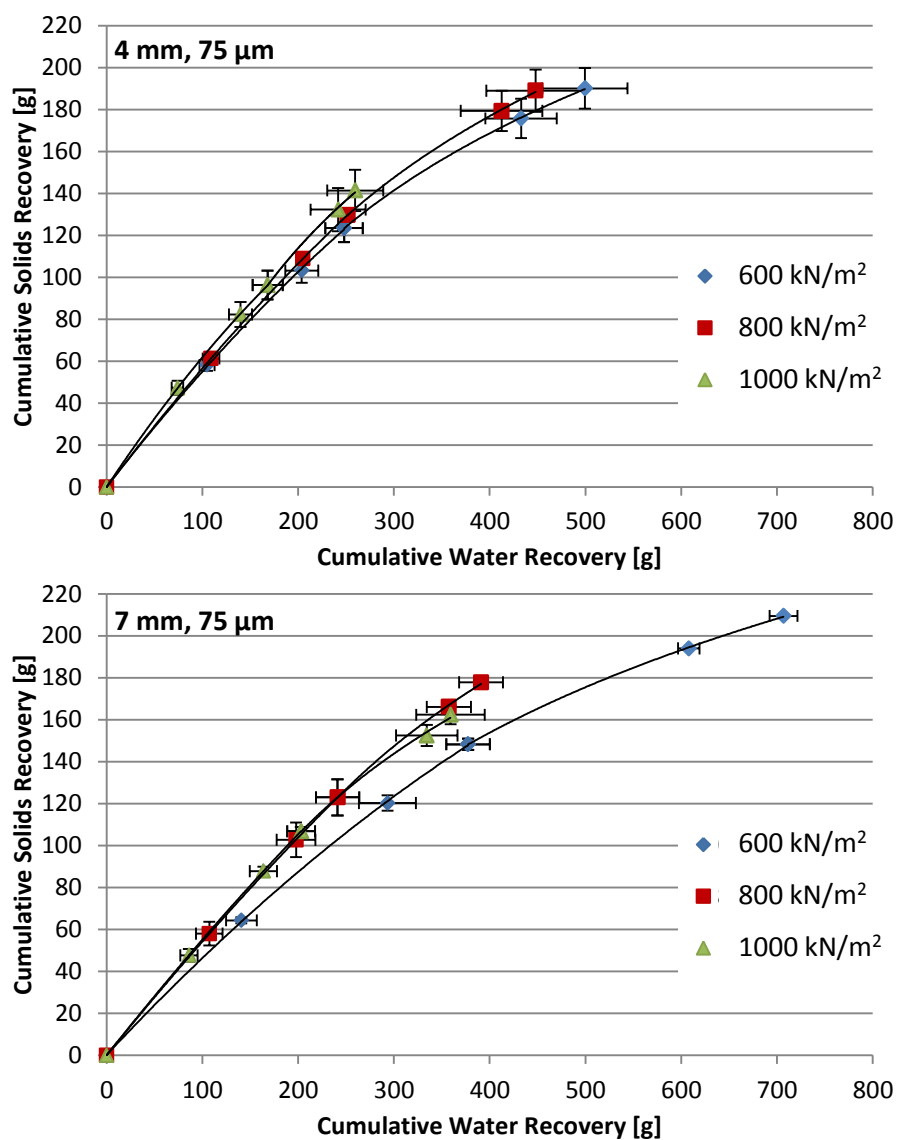 4 mm, 75 µm
Cumulative Solids Recovery [g]
220
200
180
160
140
120
100
80
60
40
20
0
600 kN/m²
800 kN/m²
1000 kN/m²
0 100 200 300 400 500 600 700 800
Cumulative Water Recovery [g]
7 mm, 75 µm
Cumulative Solids Recovery [g]
220
200
180
160
140
120
100
80
60
40
20
0
600 kN/m²
800 kN/m²
1000 kN/m²
0 100 200 300 400 500 600 700 800
Cumulative Water Recovery [g]